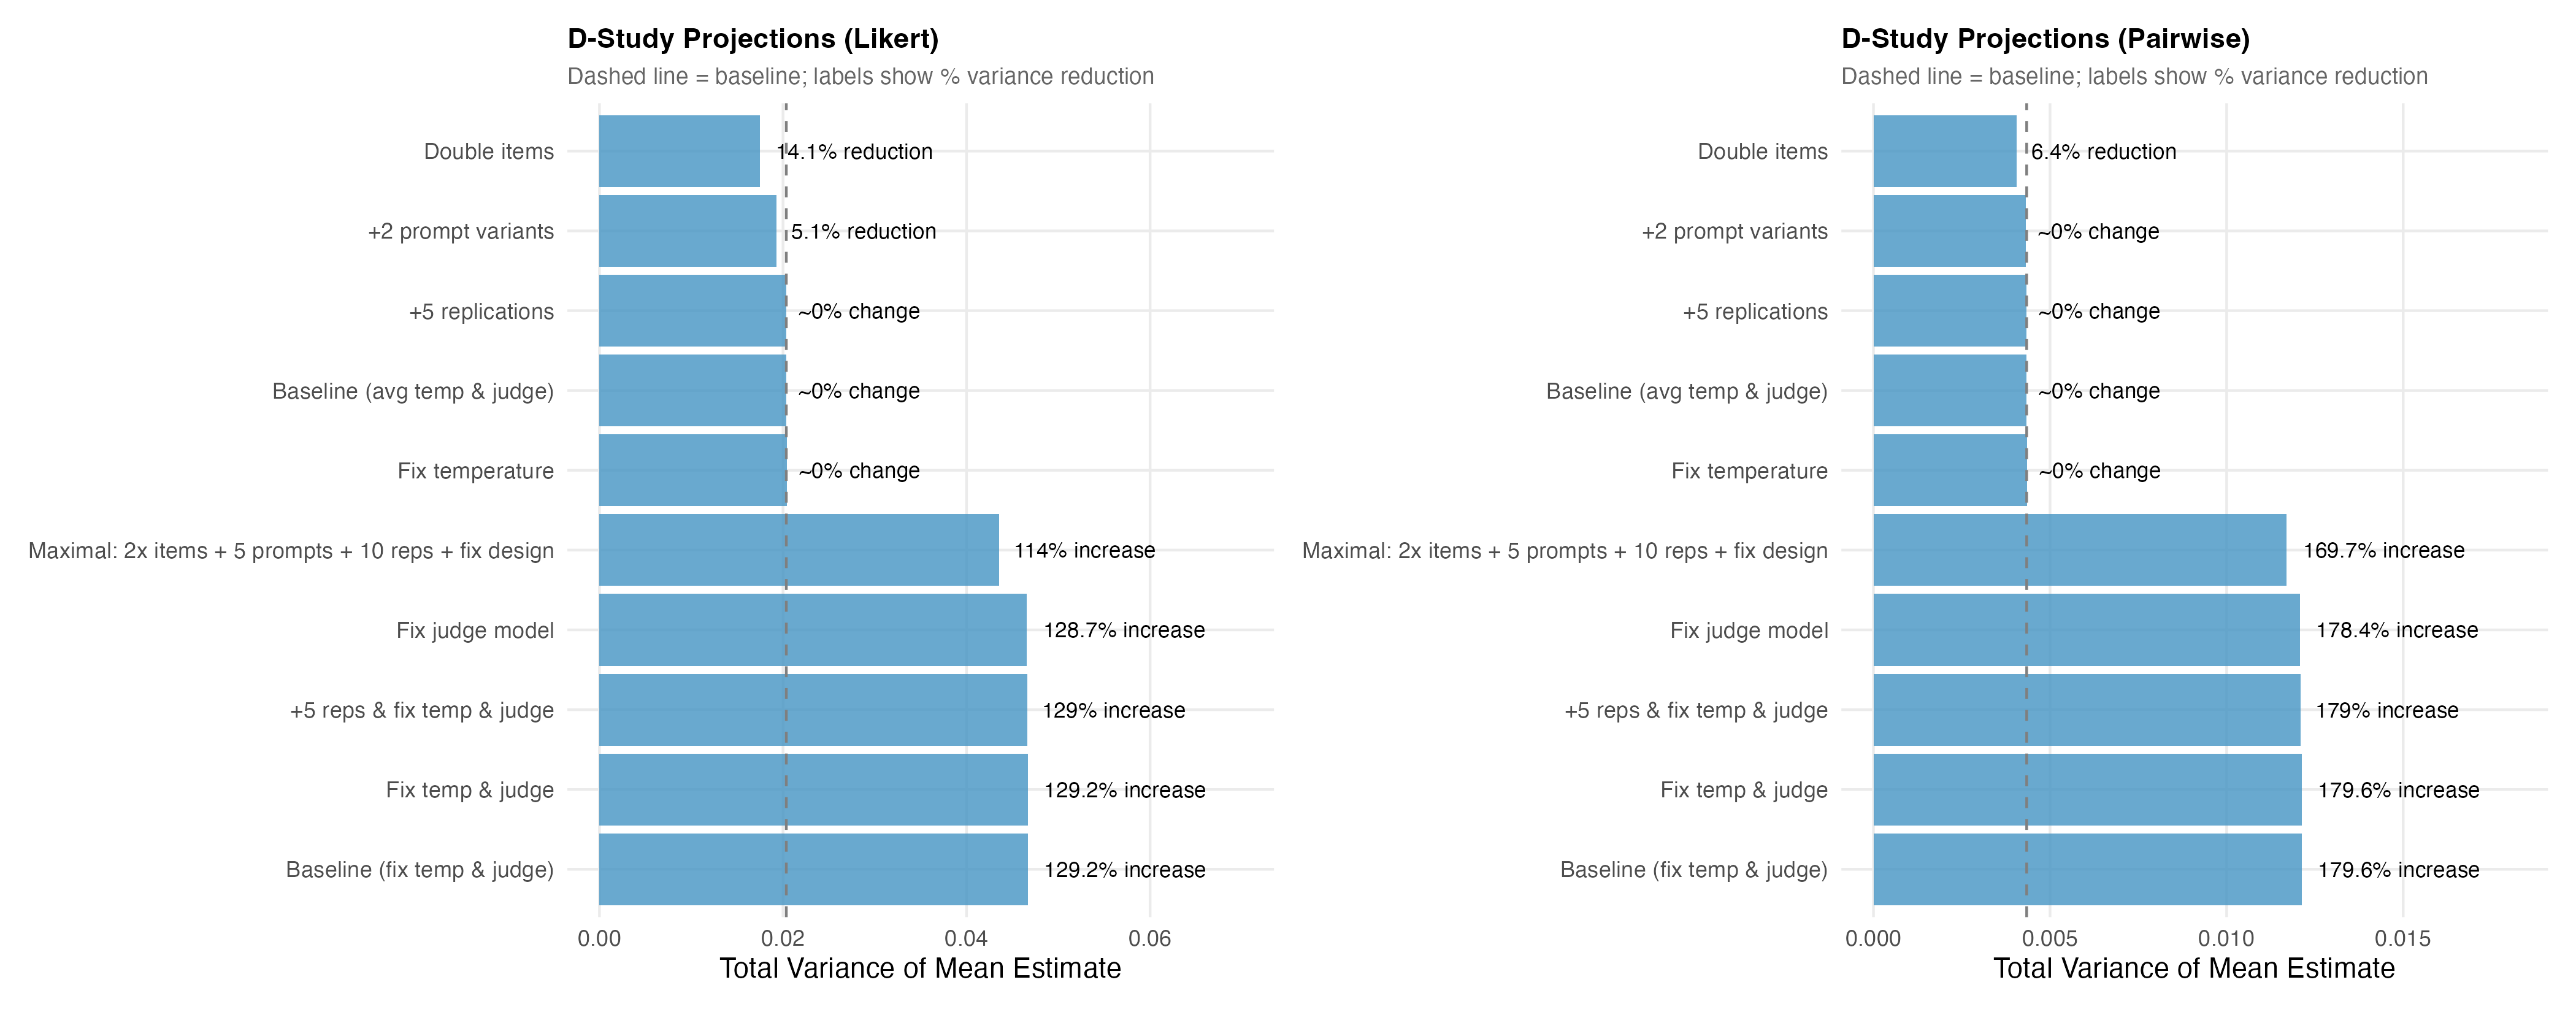 D-Study Projections (Likert)
Dashed line = baseline; labels show % variance reduction
Double items
14.1% reduction
+2 prompt variants
5.1% reduction
+5 replications
~0% change
Baseline (avg temp & judge)
~0% change
Fix temperature
~0% change
Maximal: 2x items + 5 prompts + 10 reps + fix design
114% increase
Fix judge model
128.7% increase
+5 reps & fix temp & judge
129% increase
Fix temp & judge
129.2% increase
Baseline (fix temp & judge)
129.2% increase
0.00 0.02 0.04 0.06
Total Variance of Mean Estimate
D-Study Projections (Pairwise)
Dashed line = baseline; labels show % variance reduction
Double items
6.4% reduction
+2 prompt variants
~0% change
+5 replications
~0% change
Baseline (avg temp & judge)
~0% change
Fix temperature
~0% change
Maximal: 2x items + 5 prompts + 10 reps + fix design
169.7% increase
Fix judge model
178.4% increase
+5 reps & fix temp & judge
179% increase
Fix temp & judge
179.6% increase
Baseline (fix temp & judge)
179.6% increase
0.000 0.005 0.010 0.015
Total Variance of Mean Estimate